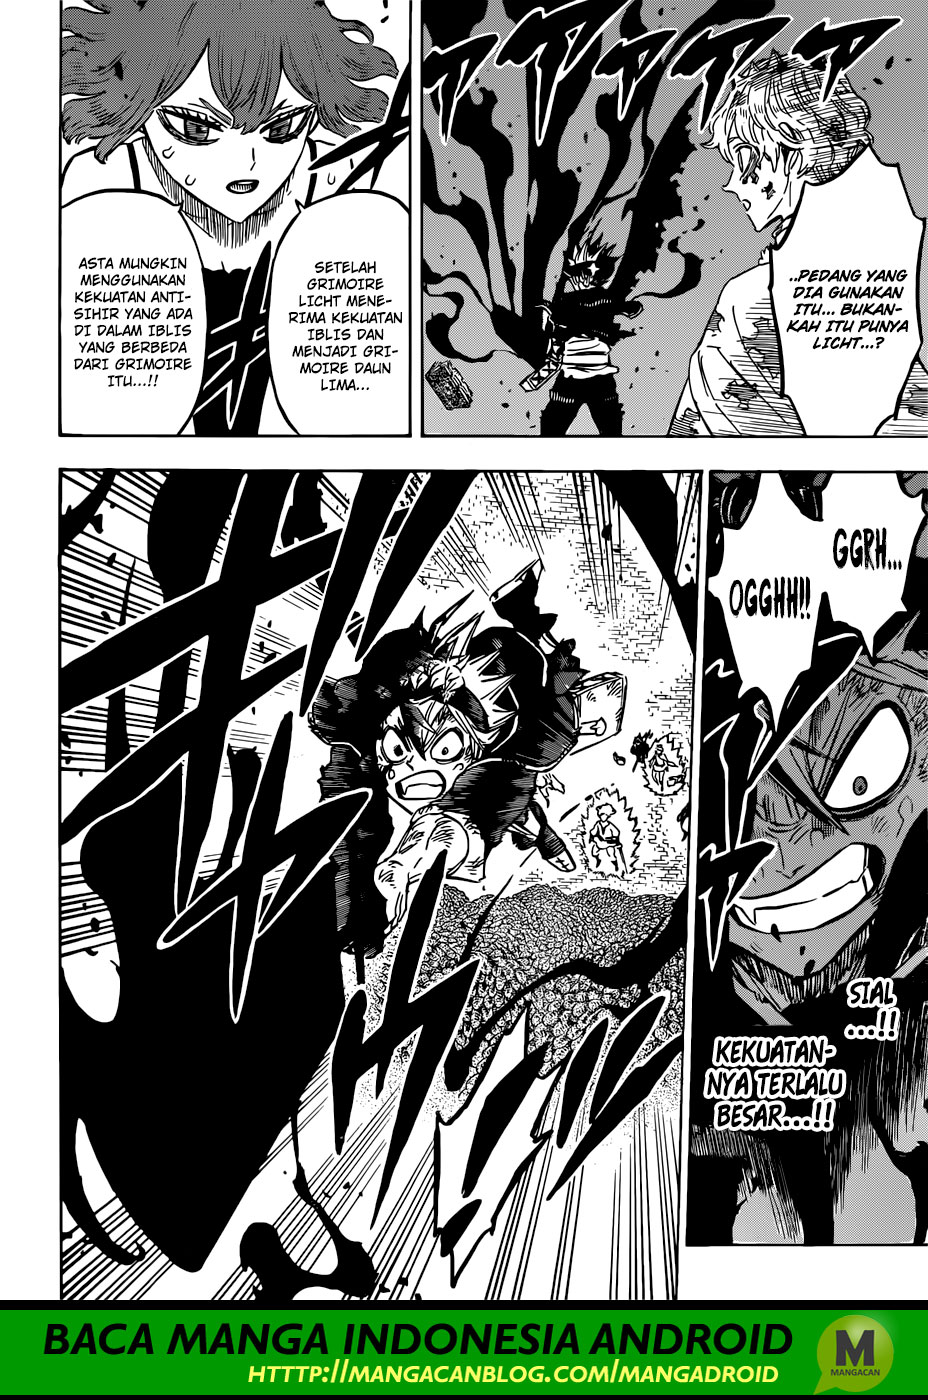 ..PEDANG YANG
DIA GUNAKAN
ITU... BUKAN-
KAH ITU PUNYA
LICHT...?
SETELAH
GRIMOIRE
LICHT MENE-
RIMA KEKUATAN
IBLIS DAN
MENJADI GRI-
MOIRE DAUN
LIMA...
ASTA MUNGKIN
MENGGUNAKAN
KEKUATAN ANTI-
SIHIR YANG ADA
DI DALAM IBLIS
YANG BERBEDA
DARI GRIMOIRE
ITU...!!
GGRH...
OGGHH!!
SIAL
...!!
KEKUATAN-
NYA TERLALU
BESAR...!!
BACA MANGA INDONESIA ANDROID
HTTTP://MANGACANBLOG.COM/MANGADROID
M
MANGACAN